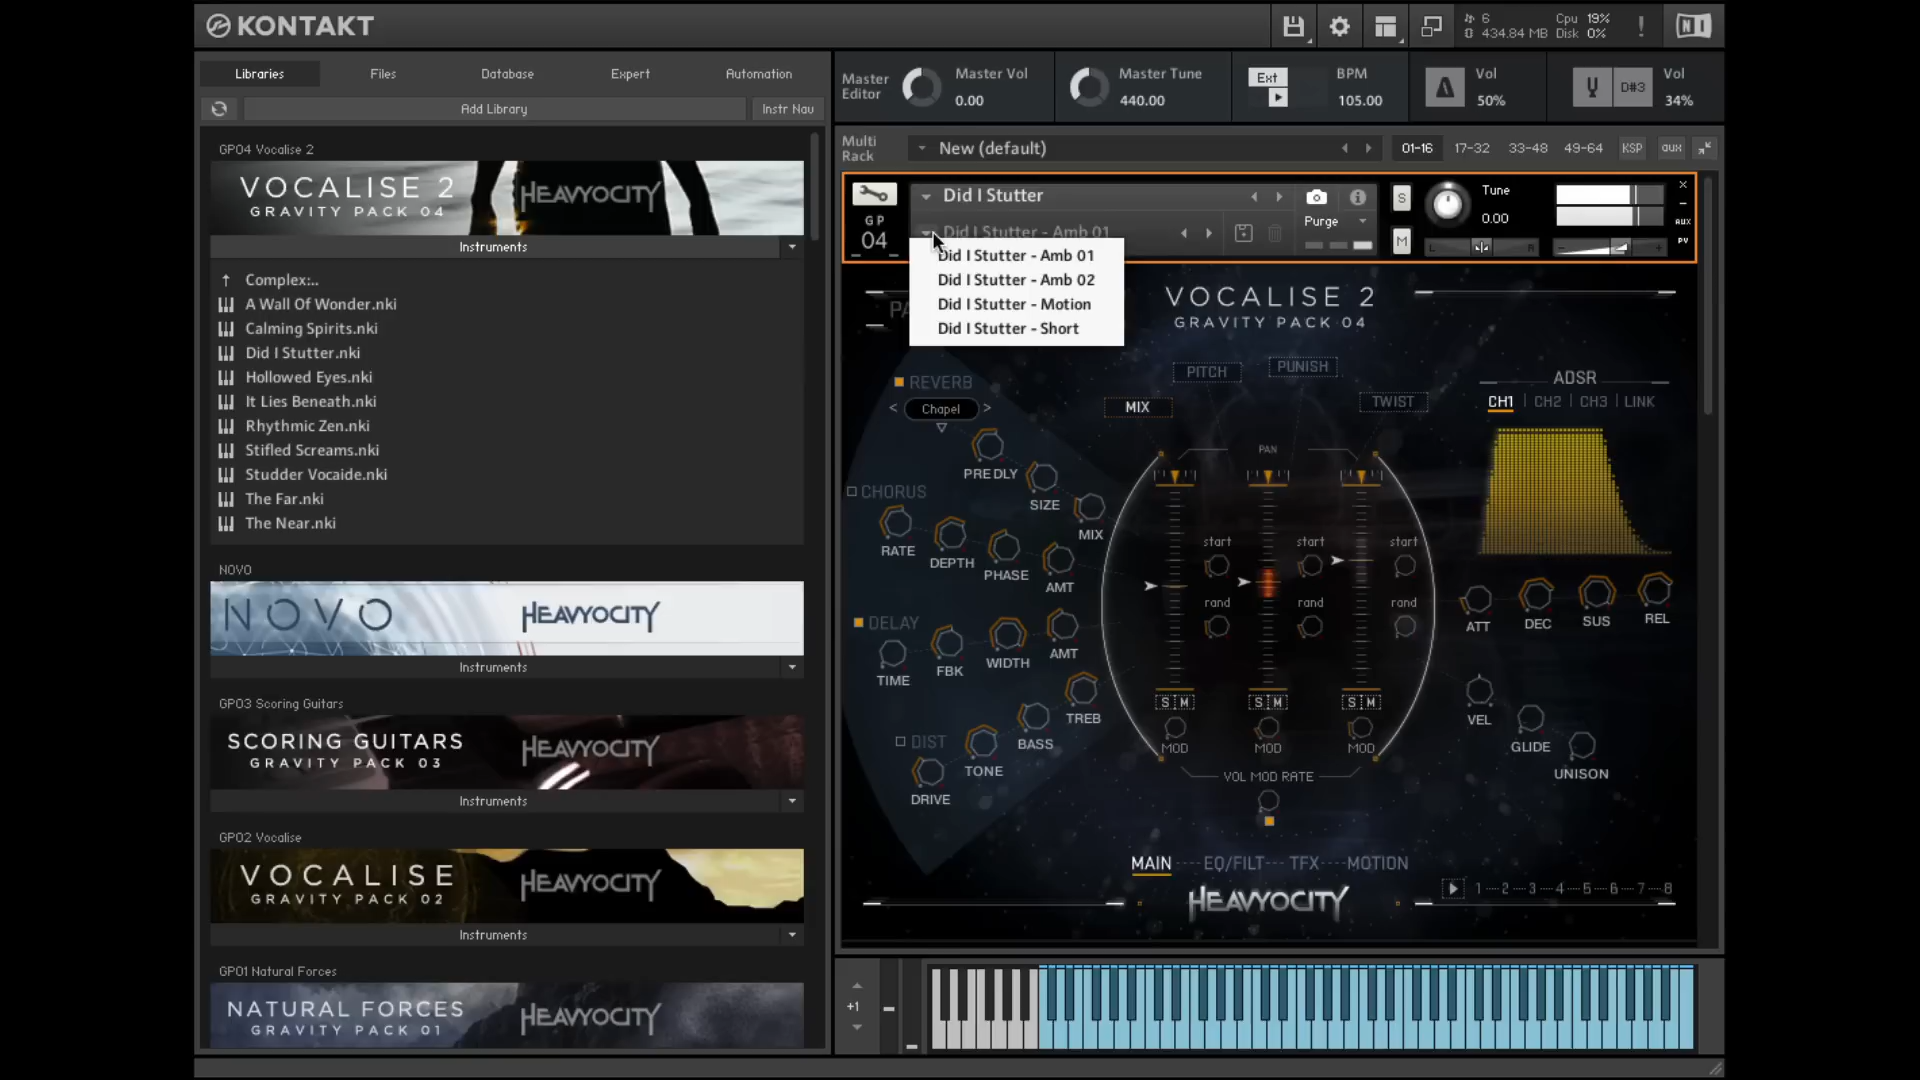 KONTAKT
6
434.84 MB
Cpu 19%
Disk 0%
!
NI
Libraries
Files
Database
Expert
Automation
Add Library
Instr Nav
GP04 Vocalise 2
VOCALISE 2
GRAVITY PACK 04
HEAVYOCITY
Instruments
Complex:..
A Wall Of Wonder.nki
Calming Spirits.nki
Did I Stutter.nki
Hollowed Eyes.nki
It Lies Beneath.nki
Rhythmic Zen.nki
Stifled Screams.nki
Studder Vocaide.nki
The Far.nki
The Near.nki
NOVO
NOVO
HEAVYOCITY
Instruments
GP03 Scoring Guitars
SCORING GUITARS
GRAVITY PACK 03
HEAVYOCITY
Instruments
GP02 Vocalise
VOCALISE
GRAVITY PACK 02
HEAVYOCITY
Instruments
GP01 Natural Forces
NATURAL FORCES
GRAVITY PACK 01
HEAVYOCITY
Master Editor
Master Vol
0.00
Master Tune
440.00
Ext
BPM
105.00
Vol
50%
D#3
Vol
34%
Multi Rack
New (default)
01-16
17-32
33-48
49-64
KSP
aux
GP
04
Did I Stutter
Did I Stutter - Amb 01
Purge
S
M
Tune
0.00
L
R
AUX
PV
Did I Stutter - Amb 01
Did I Stutter - Amb 02
Did I Stutter - Motion
Did I Stutter - Short
VOCALISE 2
GRAVITY PACK 04
MIX
PITCH
PUNISH
TWIST
REVERB
Chapel
PRE DLY
SIZE
MIX
CHORUS
RATE
DEPTH
PHASE
AMT
DELAY
TIME
FBK
WIDTH
AMT
DIST
DRIVE
TONE
BASS
TREB
PAN
start
start
start
rand
rand
rand
S M
S M
S M
MOD
MOD
MOD
VOL MOD RATE
ADSR
CH1
CH2
CH3
LINK
ATT
DEC
SUS
REL
VEL
GLIDE
UNISON
MAIN
EQ/FILT
TFX
MOTION
HEAVYOCITY
1 2 3 4 5 6 7 8
+1